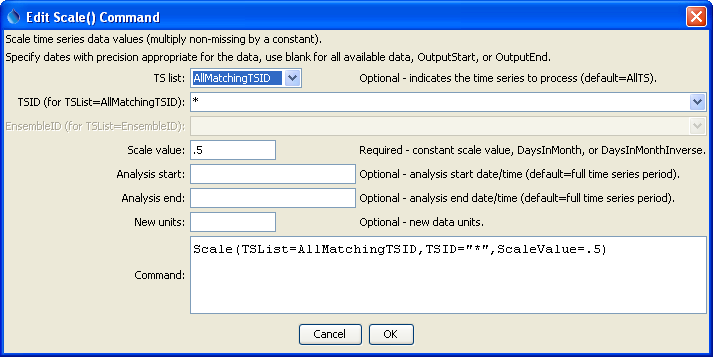 Edit Scale() Command
Scale time series data values (multiply non-missing by a constant).
Specify dates with precision appropriate for the data, use blank for all available data, OutputStart, or OutputEnd.
TS list: AllMatchingTSID Optional - indicates the time series to process (default=AllTS).
TSID (for TSList=AllMatchingTSID): *
EnsembleID (for TSList=EnsembleID):
Scale value: .5 Required - constant scale value, DaysInMonth, or DaysInMonthInverse.
Analysis start: Optional - analysis start date/time (default=full time series period).
Analysis end: Optional - analysis end date/time (default=full time series period).
New units: Optional - new data units.
Command: Scale(TSList=AllMatchingTSID,TSID="*",ScaleValue=.5)
Cancel OK